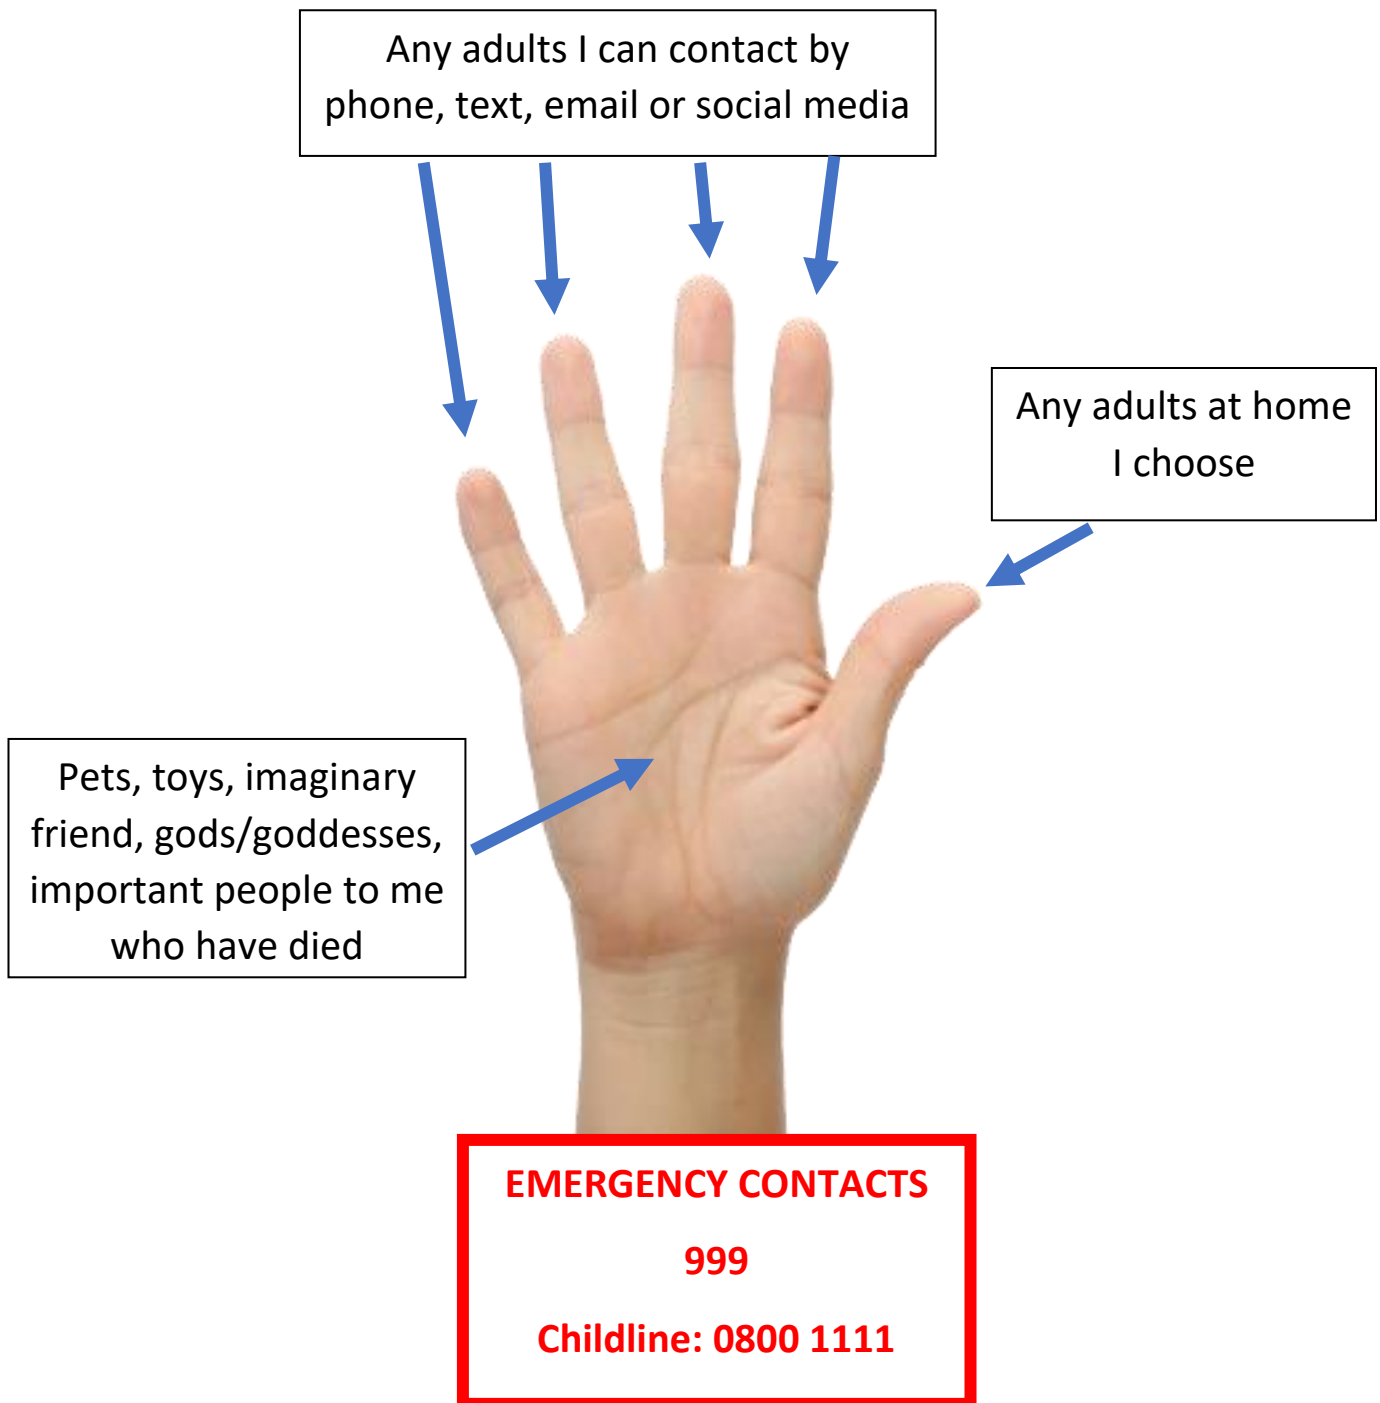 Any adults I can contact by
phone, text, email or social media
Any adults at home
I choose
Pets, toys, imaginary
friend, gods/goddesses,
important people to me
who have died
EMERGENCY CONTACTS
999
Childline: 0800 1111